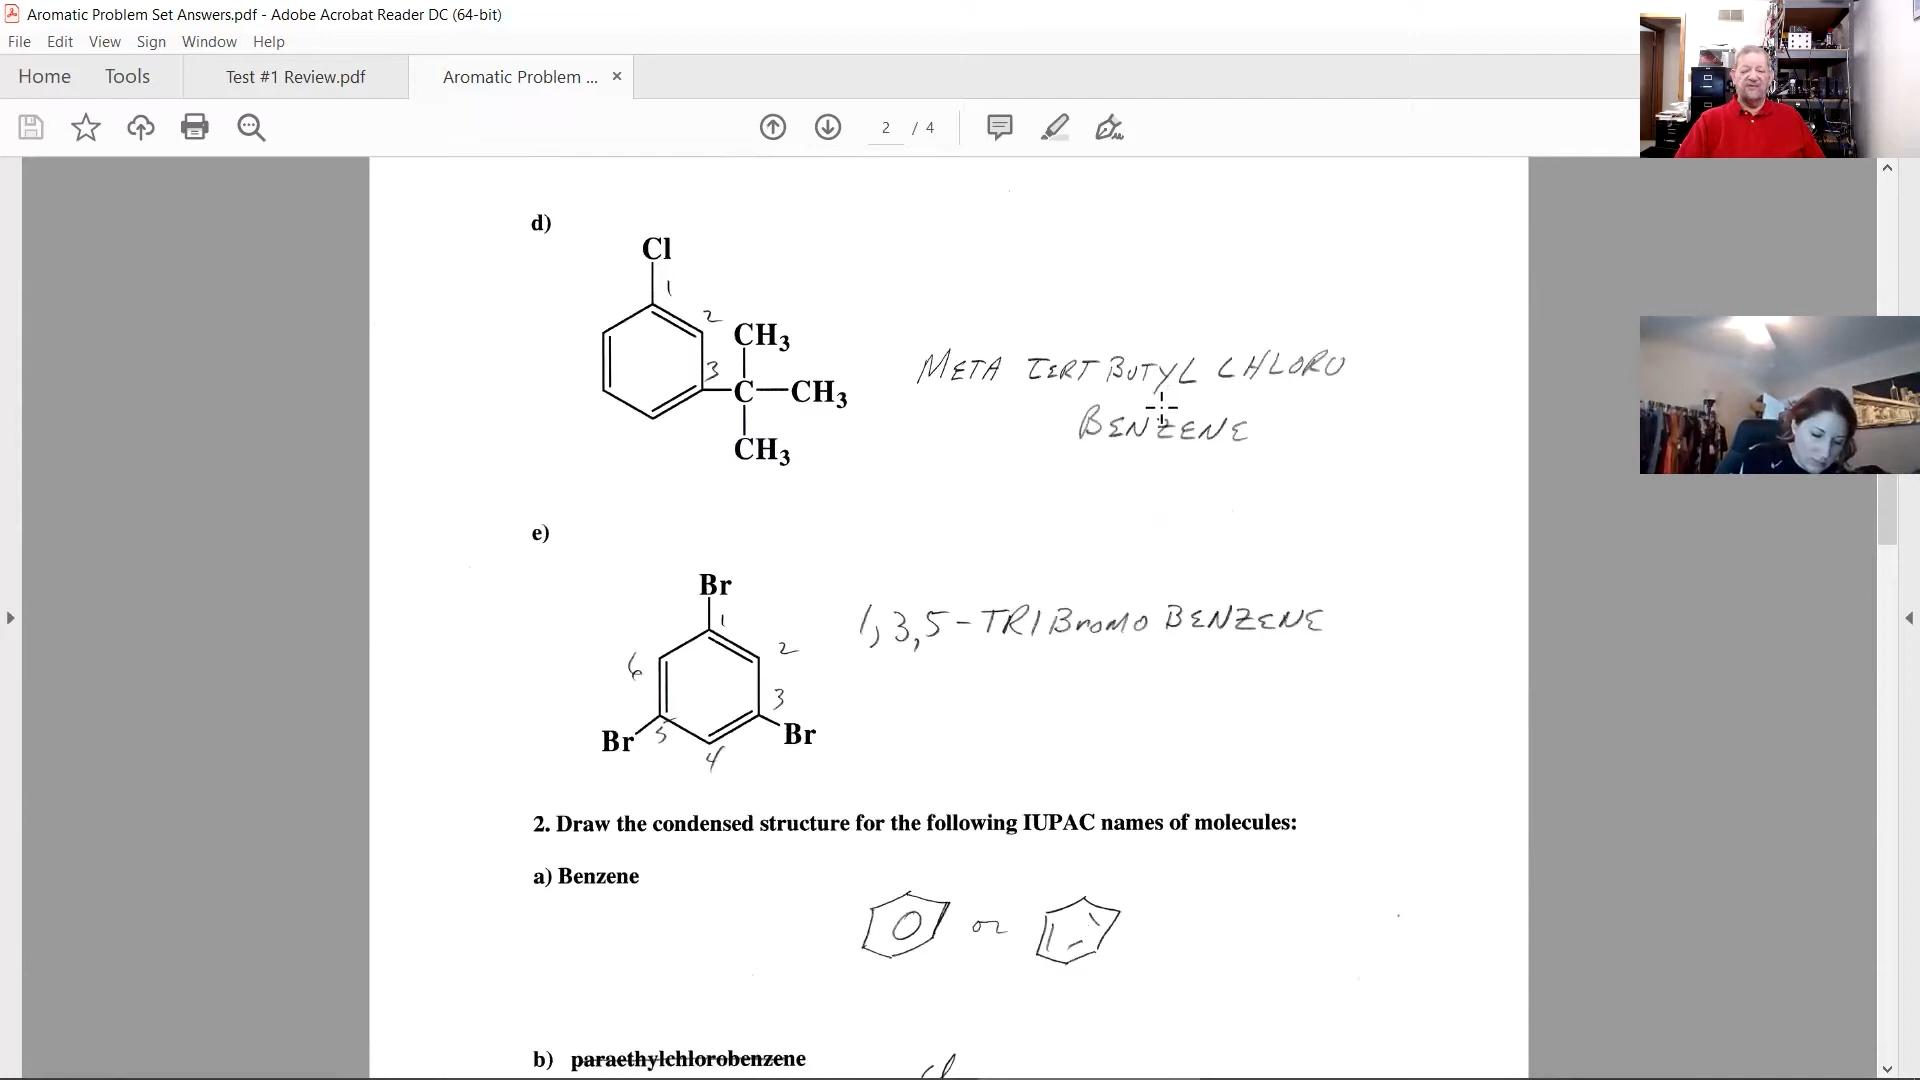 Aromatic Problem Set Answers.pdf - Adobe Acrobat Reader DC (64-bit)
File Edit View Sign Window Help
Home Tools Test #1 Review.pdf Aromatic Problem ... ×
2 / 4
d)
Cl
1
2
CH3
3
C—CH3
CH3
META TERT BUTYL CHLORO
BENZENE
e)
Br
1
2
6
3
Br
5
Br
4
1,3,5-TRIBROMO BENZENE
2. Draw the condensed structure for the following IUPAC names of molecules:
a) Benzene
or
b) paraethylchlorobenzene
cl